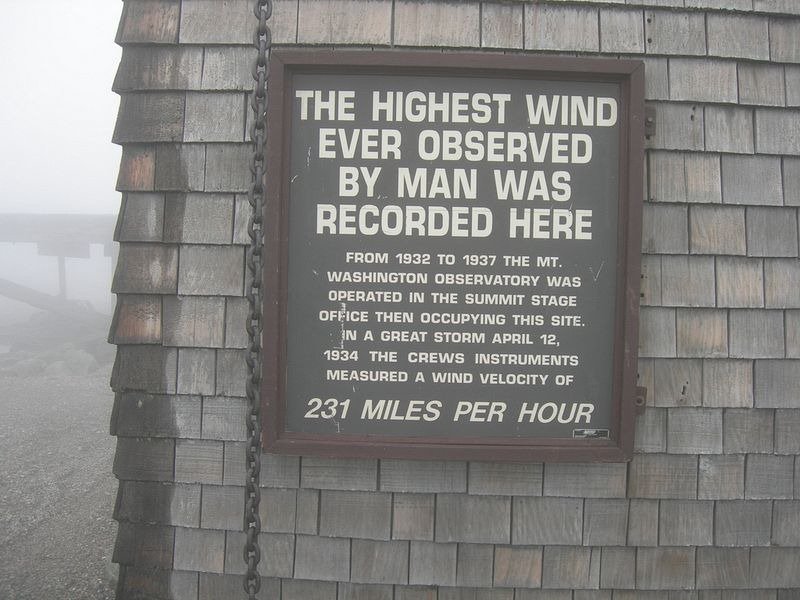 THE HIGHEST WIND
EVER OBSERVED
BY MAN WAS
RECORDED HERE
FROM 1932 TO 1937 THE MT.
WASHINGTON OBSERVATORY WAS
OPERATED IN THE SUMMIT STAGE
OFFICE THEN OCCUPYING THIS SITE.
IN A GREAT STORM APRIL 12,
1934 THE CREWS INSTRUMENTS
MEASURED A WIND VELOCITY OF
231 MILES PER HOUR